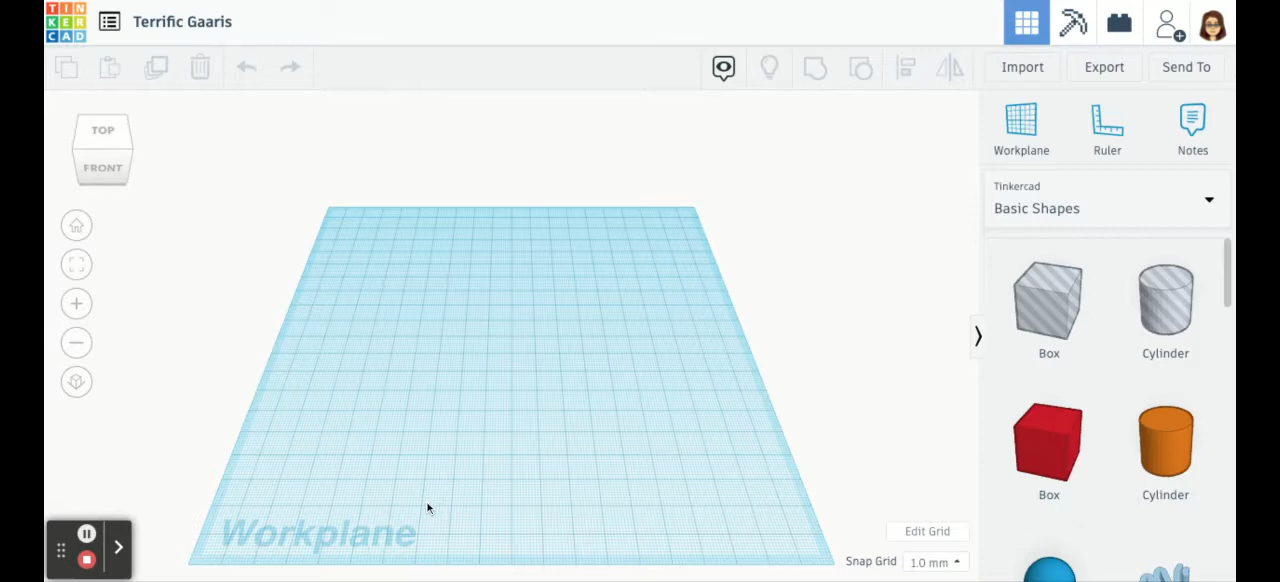 TIN
KER
CAD
Terrific Gaaris
Import
Export
Send To
TOP
FRONT
Workplane
Ruler
Notes
Tinkercad
Basic Shapes
Box
Cylinder
Box
Cylinder
Workplane
Edit Grid
Snap Grid
1.0 mm